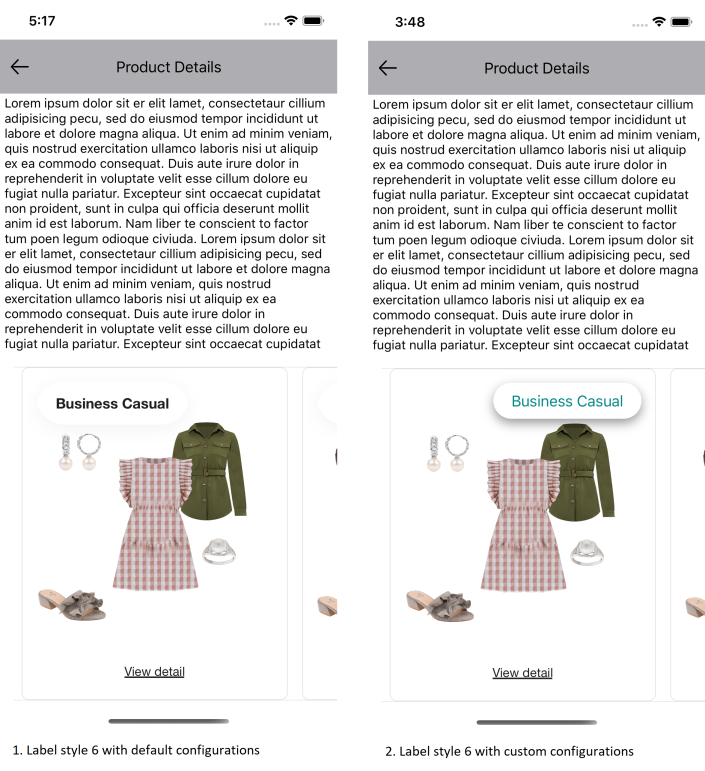 5:17
Product Details
Lorem ipsum dolor sit er elit lamet, consectetaur cillium
adipisicing pecu, sed do eiusmod tempor incididunt ut
labore et dolore magna aliqua. Ut enim ad minim veniam,
quis nostrud exercitation ullamco laboris nisi ut aliquip
ex ea commodo consequat. Duis aute irure dolor in
reprehenderit in voluptate velit esse cillum dolore eu
fugiat nulla pariatur. Excepteur sint occaecat cupidatat
non proident, sunt in culpa qui officia deserunt mollit
anim id est laborum. Nam liber te conscient to factor
tum poen legum odioque civiuda. Lorem ipsum dolor sit
er elit lamet, consectetaur cillium adipisicing pecu, sed
do eiusmod tempor incididunt ut labore et dolore magna
aliqua. Ut enim ad minim veniam, quis nostrud
exercitation ullamco laboris nisi ut aliquip ex ea
commodo consequat. Duis aute irure dolor in
reprehenderit in voluptate velit esse cillum dolore eu
fugiat nulla pariatur. Excepteur sint occaecat cupidatat
Business Casual
View detail
1. Label style 6 with default configurations
3:48
Product Details
Lorem ipsum dolor sit er elit lamet, consectetaur cillium
adipisicing pecu, sed do eiusmod tempor incididunt ut
labore et dolore magna aliqua. Ut enim ad minim veniam,
quis nostrud exercitation ullamco laboris nisi ut aliquip
ex ea commodo consequat. Duis aute irure dolor in
reprehenderit in voluptate velit esse cillum dolore eu
fugiat nulla pariatur. Excepteur sint occaecat cupidatat
non proident, sunt in culpa qui officia deserunt mollit
anim id est laborum. Nam liber te conscient to factor
tum poen legum odioque civiuda. Lorem ipsum dolor sit
er elit lamet, consectetaur cillium adipisicing pecu, sed
do eiusmod tempor incididunt ut labore et dolore magna
aliqua. Ut enim ad minim veniam, quis nostrud
exercitation ullamco laboris nisi ut aliquip ex ea
commodo consequat. Duis aute irure dolor in
reprehenderit in voluptate velit esse cillum dolore eu
fugiat nulla pariatur. Excepteur sint occaecat cupidatat
Business Casual
View detail
2. Label style 6 with custom configurations